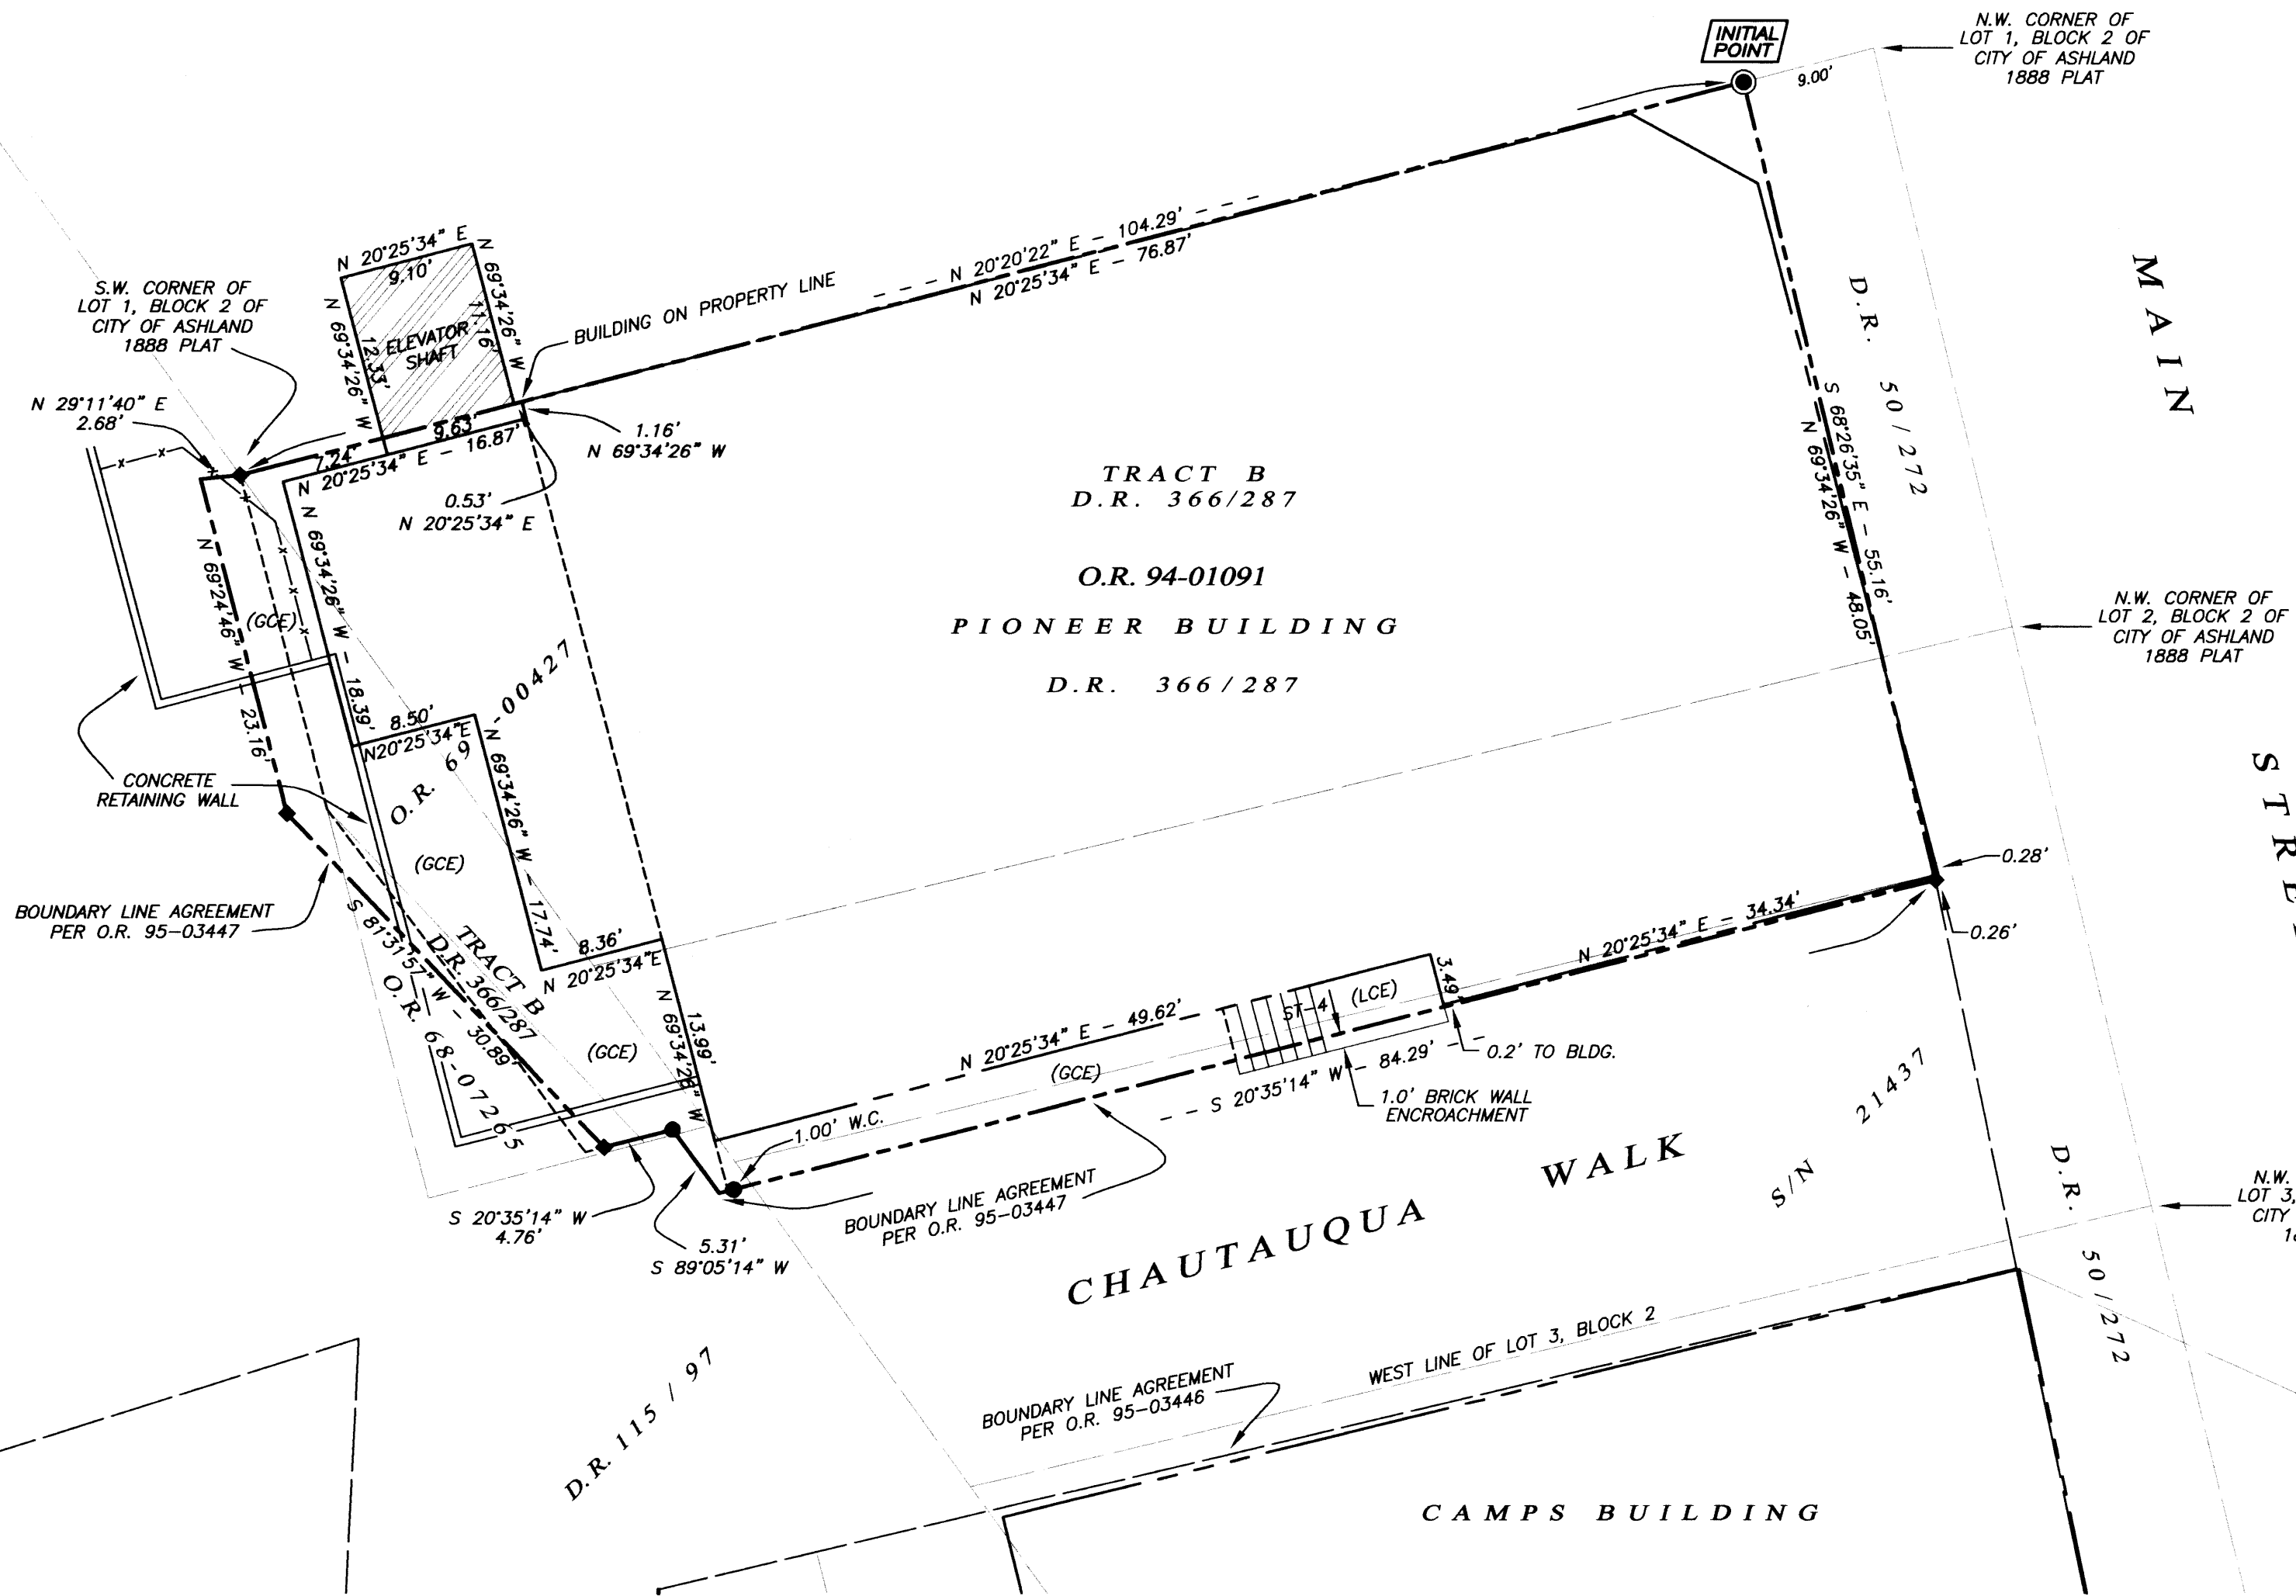 INITIAL
POINT
N.W. CORNER OF
LOT 1, BLOCK 2 OF
CITY OF ASHLAND
1888 PLAT
9.00'
N 20°25'34" E
9.10'
N 69°34'26" W
11.16'
N 69°34'26" W
12.33'
ELEVATOR
SHAFT
S.W. CORNER OF
LOT 1, BLOCK 2 OF
CITY OF ASHLAND
1888 PLAT
N 29°11'40" E
2.68'
BUILDING ON PROPERTY LINE
N 20°20'22" E - 104.29'
N 20°25'34" E - 76.87'
9.63'
7.24'
N 20°25'34" E - 16.87'
1.16'
N 69°34'26" W
0.53'
N 20°25'34" E
TRACT B
D.R. 366/287
O.R. 94-01091
PIONEER BUILDING
D.R. 366/287
D.R. 50/272
S 68°26'35" E - 55.16'
N 69°34'26" W - 48.05'
MAIN
N.W. CORNER OF
LOT 2, BLOCK 2 OF
CITY OF ASHLAND
1888 PLAT
N 69°24'46" W - 23.16'
(GCE)
N 69°34'26" W - 18.39'
8.50'
N20°25'34"E
O.R. 69-00427
N 69°34'26" W - 17.74'
CONCRETE
RETAINING WALL
(GCE)
BOUNDARY LINE AGREEMENT
PER O.R. 95-03447
S 81°31'57" W - 30.89'
TRACT B
D.R. 366/287
O.R. 68-07265
8.36'
N 20°25'34"E
(GCE)
13.99'
N 69°34'26" W
N 20°25'34" E - 49.62'
(GCE)
1.00' W.C.
ST-4
(LCE)
3.49'
N 20°25'34" E - 34.34'
0.28'
0.26'
S 20°35'14" W - 84.29'
0.2' TO BLDG.
1.0' BRICK WALL
ENCROACHMENT
BOUNDARY LINE AGREEMENT
PER O.R. 95-03447
S 20°35'14" W
4.76'
5.31'
S 89°05'14" W
CHAUTAUQUA WALK
S/N 21437
D.R. 50/272
N.W.
LOT 3,
CITY
D.R. 115 / 97
BOUNDARY LINE AGREEMENT
PER O.R. 95-03446
WEST LINE OF LOT 3, BLOCK 2
CAMPS BUILDING